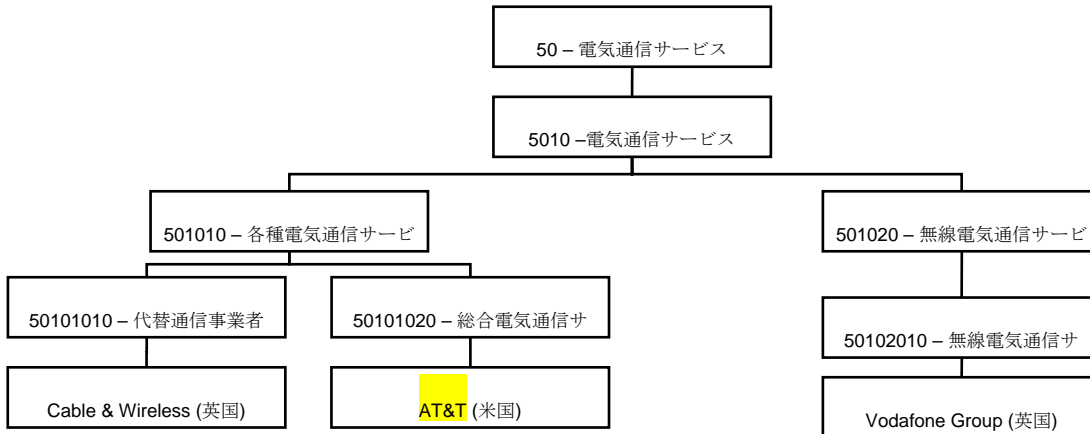 50 – 電気通信サービス
5010 –電気通信サービス
501010 – 各種電気通信サービ
501020 – 無線電気通信サービ
50101010 – 代替通信事業者
50101020 – 総合電気通信サ
50102010 – 無線電気通信サ
Cable & Wireless (英国)
AT&T (米国)
Vodafone Group (英国)